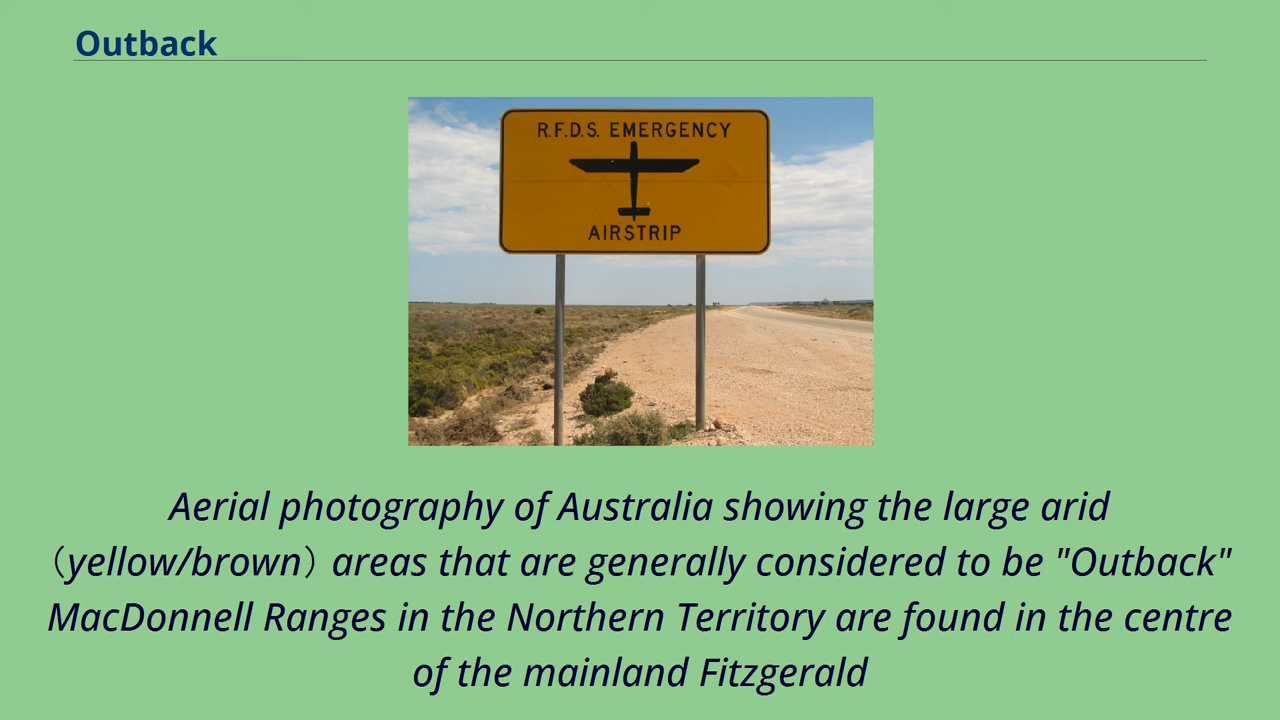 Outback
R.F.D.S. EMERGENCY
AIRSTRIP
Aerial photography of Australia showing the large arid
（yellow/brown）areas that are generally considered to be "Outback"
MacDonnell Ranges in the Northern Territory are found in the centre
of the mainland Fitzgerald